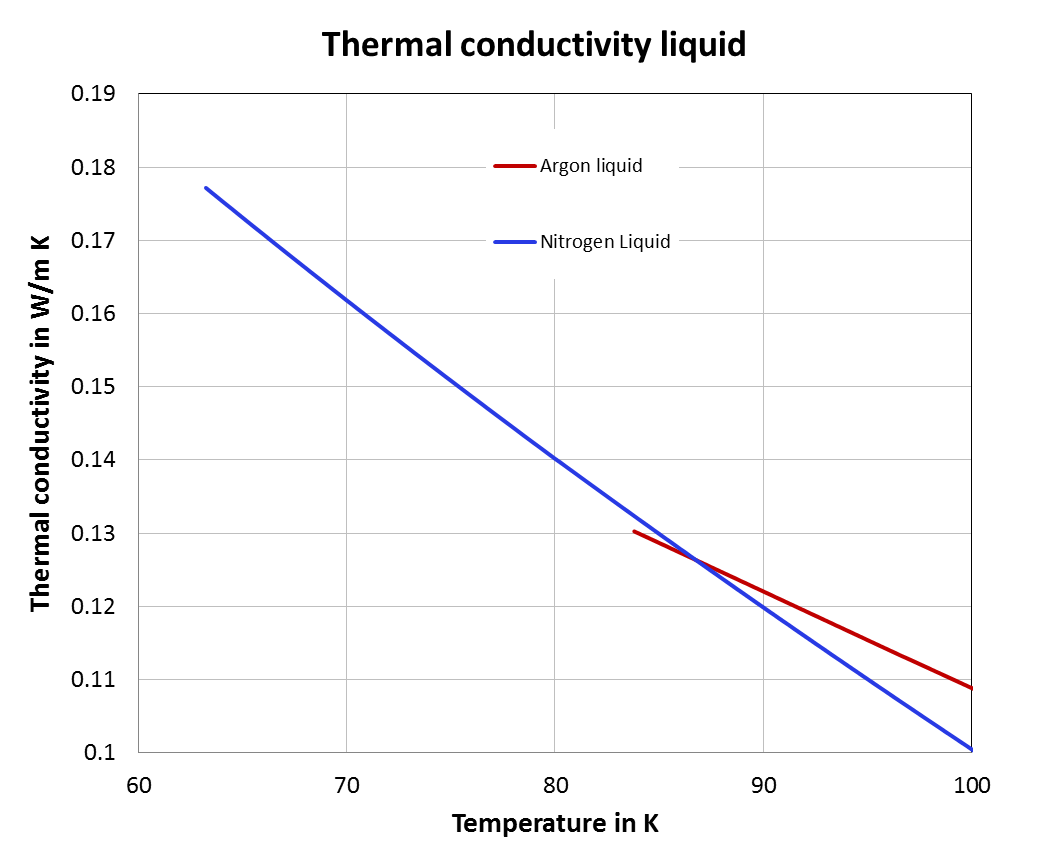 Thermal conductivity liquid
0.19
0.18
0.17
0.16
0.15
0.14
0.13
0.12
0.11
0.1
Thermal conductivity in W/m K
Argon liquid
Nitrogen Liquid
60 70 80 90 100
Temperature in K